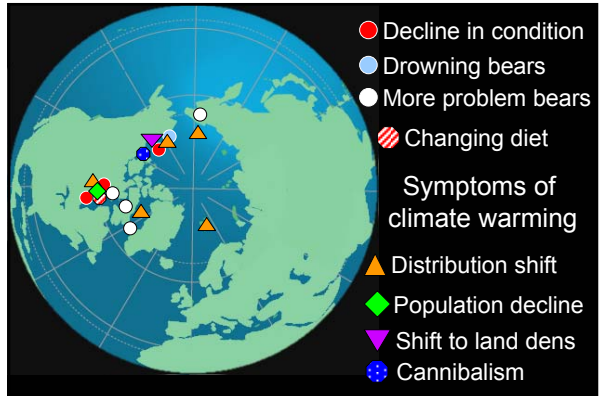 Decline in condition
Drowning bears
More problem bears
Changing diet
Symptoms of
climate warming
Distribution shift
Population decline
Shift to land dens
Cannibalism